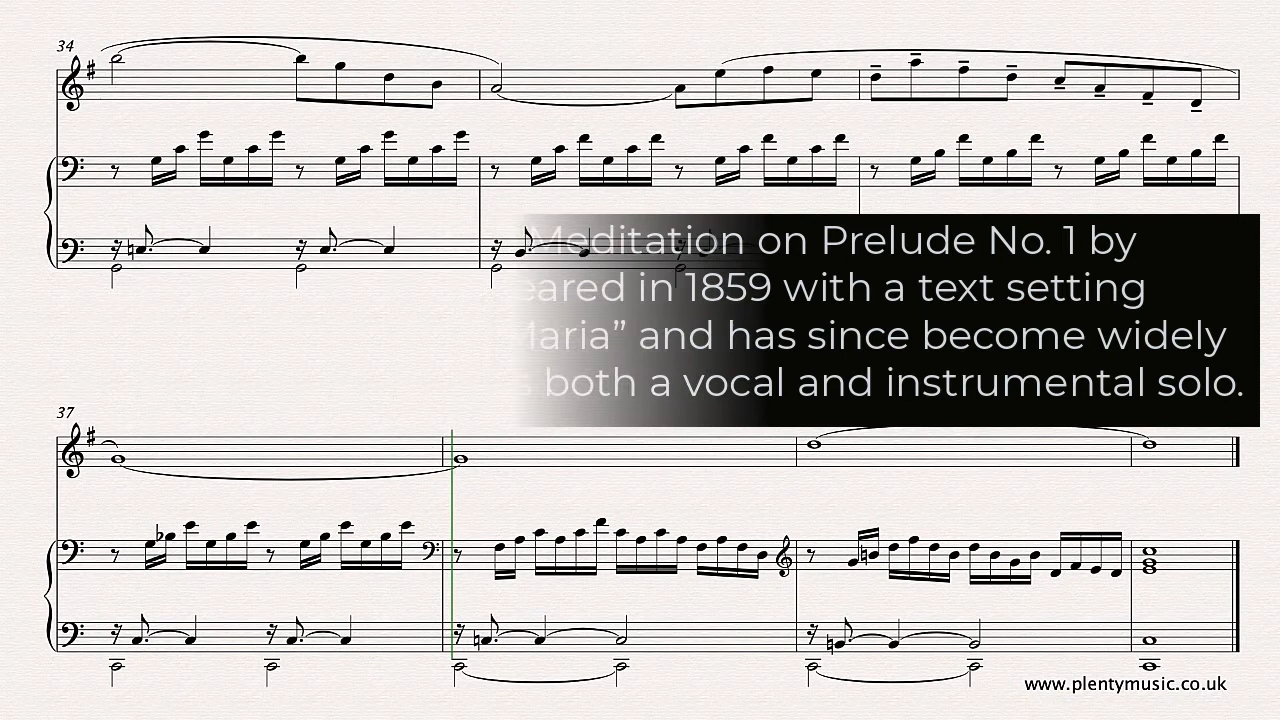 34
Meditation on Prelude No. 1 by
eared in 1859 with a text setting
Maria” and has since become widely
s both a vocal and instrumental solo.
37
www.plentymusic.co.uk